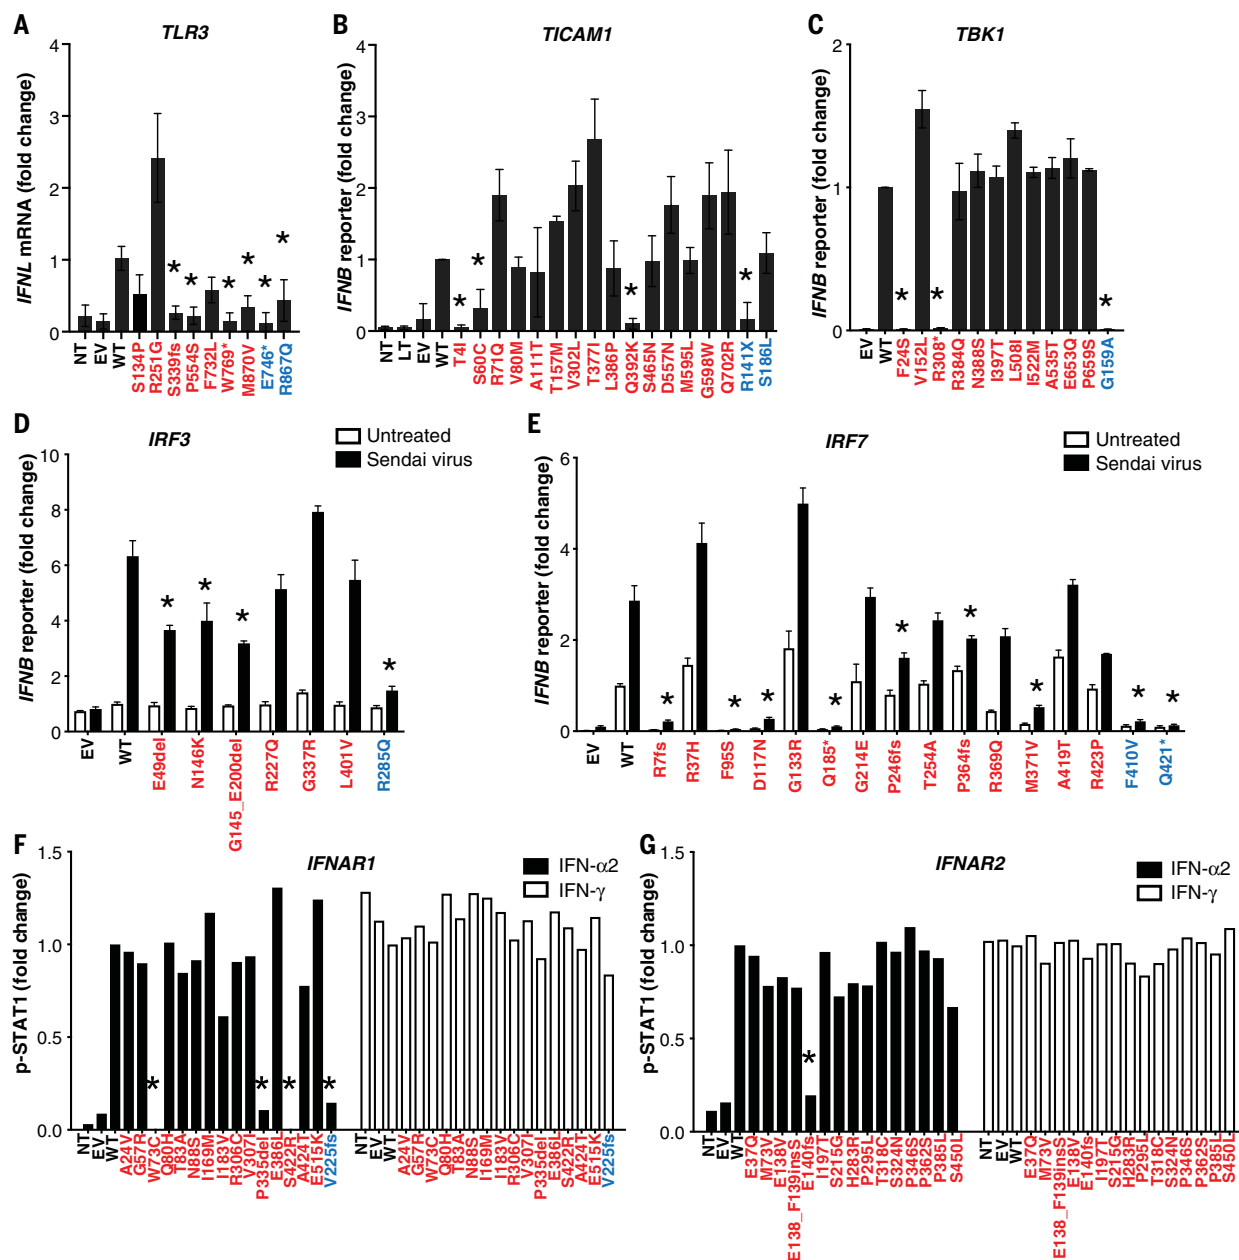 A
TLR3
IFNL mRNA (fold change)
4
3
2
1
0
* * * * *
NT
EV
WT
S134P
R251G
S339fs
P554S
F732L
W769*
M870V
E746*
R867Q
B
TICAM1
IFNB reporter (fold change)
4
3
2
1
0
* * * *
NT
LT
EV
WT
T4I
S60C
R71Q
V80M
A111T
T157M
V302L
T377I
L386P
Q392K
S465N
D557N
M595L
G598W
Q702R
R141X
S186L
C
TBK1
IFNB reporter (fold change)
2
1
0
* * *
EV
WT
F24S
V152L
R308*
R384Q
N388S
I397T
L508I
I522M
A535T
E653Q
P659S
G159A
D
IRF3
Untreated
Sendai virus
IFNB reporter (fold change)
10
8
6
4
2
0
* * * *
EV
WT
E49del
N146K
G145_E200del
R227Q
G337R
L401V
R285Q
E
IRF7
Untreated
Sendai virus
IFNB reporter (fold change)
6
4
2
0
* * * * * * * * *
EV
WT
R7fs
R37H
F95S
D117N
G133R
Q185*
G214E
P246fs
T254A
P364fs
R369Q
M371V
A419T
R423P
F410V
Q421*
F
IFNAR1
IFN-α2
IFN-γ
p-STAT1 (fold change)
1.5
1.0
0.5
0.0
* * * *
NT
EV
WT
A24V
G57R
W73C
Q80H
T83A
N88S
I169M
I183V
R306C
V307I
P335del
E386L
S422R
A424T
E515K
V225fs
NT
EV
WT
A24V
G57R
W73C
Q80H
T83A
N88S
I169M
I183V
R306C
V307I
P335del
E386L
S422R
A424T
E515K
V225fs
G
IFNAR2
IFN-α2
IFN-γ
p-STAT1 (fold change)
1.5
1.0
0.5
0.0
*
NT
EV
WT
E37Q
M73V
E138V
E138_F139insS
E140fs
I197T
S215G
H283R
P295L
T318C
S324N
P346S
P362S
P385L
S450L
NT
EV
WT
E37Q
M73V
E138_F139insS
E138V
E140fs
I197T
S215G
H283R
P295L
T318C
S324N
P346S
P362S
P385L
S450L